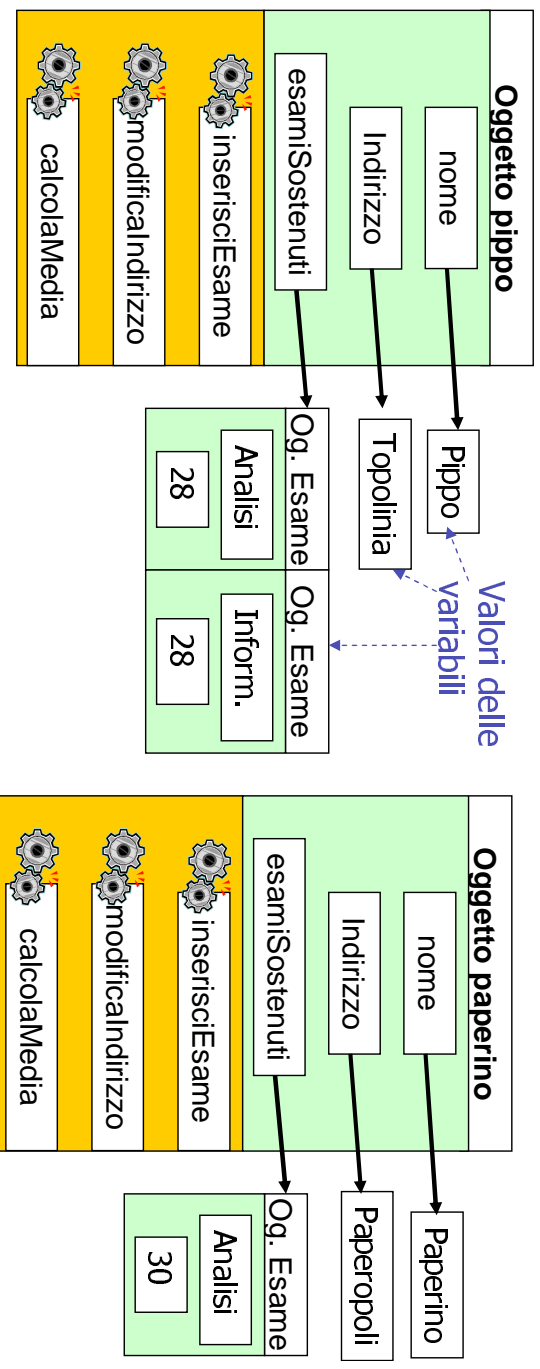 Oggetto pippo
nome
Indirizzo
esamiSostenuti
inserisciEsame
modificaIndirizzo
calcolaMedia
Pippo
Topolinia
Og. Esame
Analisi
28
Og. Esame
Inform.
28
Valori delle
variabili
Oggetto paperino
nome
Indirizzo
esamiSostenuti
inserisciEsame
modificaIndirizzo
calcolaMedia
Paperino
Paperopoli
Og. Esame
Analisi
30